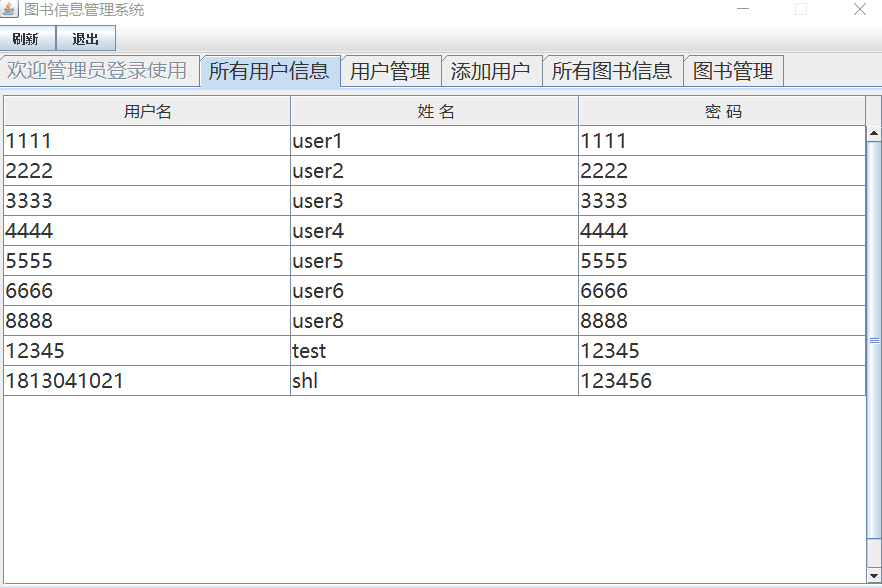 图书信息管理系统
刷新 退出
欢迎管理员登录使用 所有用户信息 用户管理 添加用户 所有图书信息 图书管理
用户名 姓 名 密 码
1111 user1 1111
2222 user2 2222
3333 user3 3333
4444 user4 4444
5555 user5 5555
6666 user6 6666
8888 user8 8888
12345 test 12345
1813041021 shl 123456